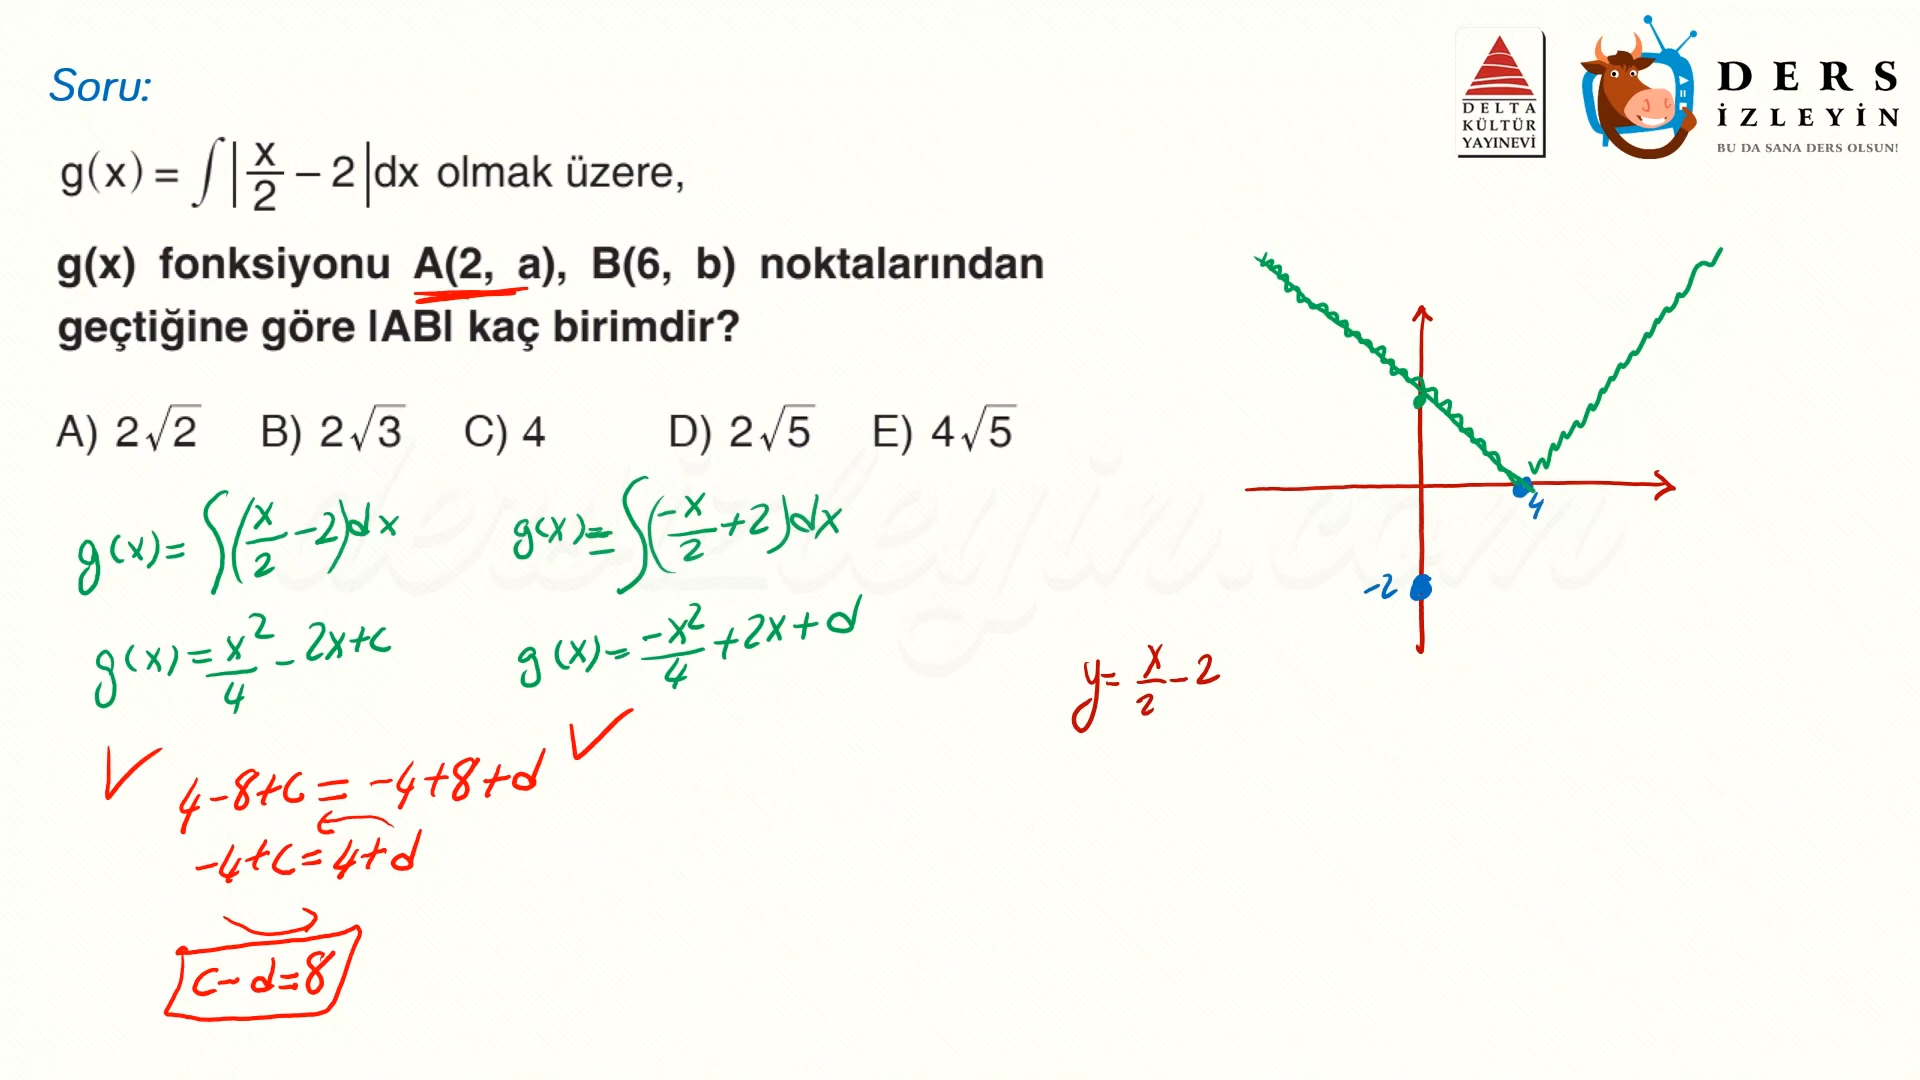 Soru:
DELTA
KÜLTÜR
YAYINEVİ
DERS
İZLEYİN
BU DA SANA DERS OLSUN!
g(x) = ∫ | x/2 – 2 | dx olmak üzere,
g(x) fonksiyonu A(2, a), B(6, b) noktalarından
geçtiğine göre |AB| kaç birimdir?
A) 2√2 B) 2√3 C) 4 D) 2√5 E) 4√5
dersizleyin.com
g(x) = ∫(x/2 - 2)dx
g(x) = ∫(-x/2 + 2)dx
g(x) = x²/4 - 2x + c
g(x) = -x²/4 + 2x + d
4 - 8 + c = -4 + 8 + d
-4 + c = 4 + d
c - d = 8
4
-2
y = x/2 - 2